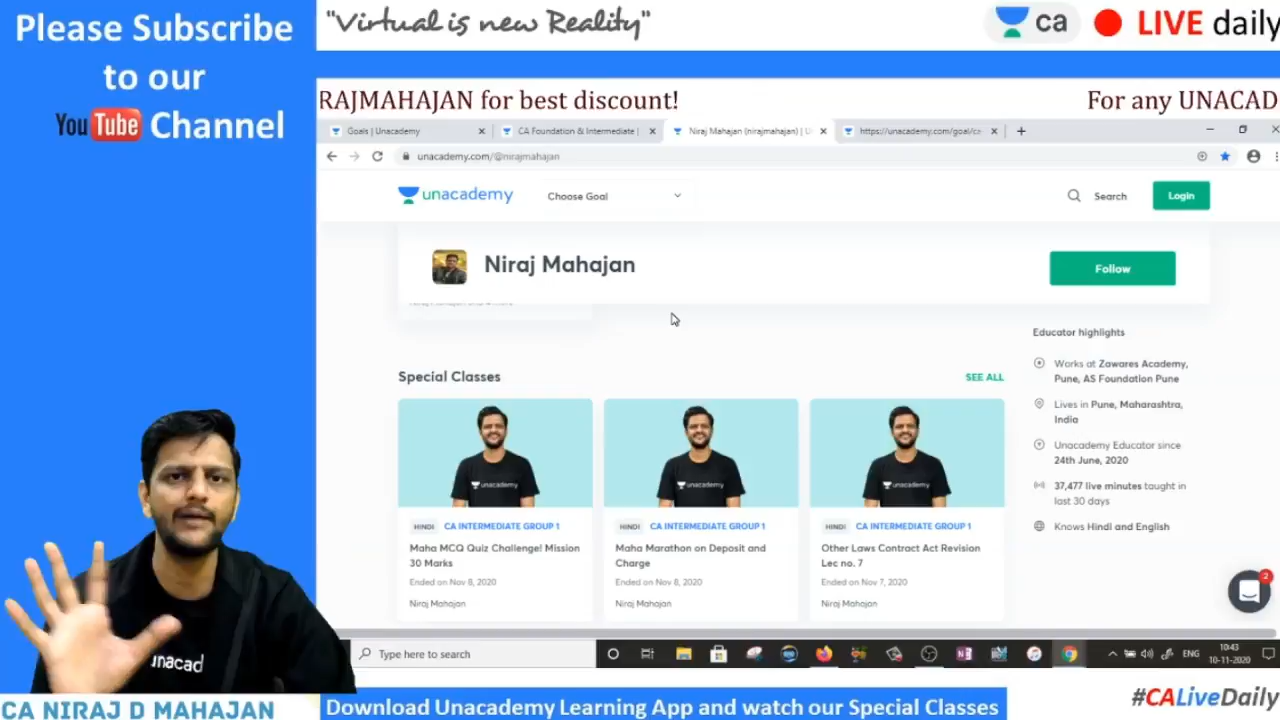 Please Subscribe
to our
YouTube Channel
"Virtual is new Reality"
ca
LIVE daily
RAJMAHAJAN for best discount!
For any UNACAD
Goals | Unacademy
CA Foundation & Intermediate |
Niraj Mahajan (nirajmahajan) | U
https://unacademy.com/goal/ca
unacademy.com/@nirajmahajan
unacademy
Choose Goal
Search
Login
Niraj Mahajan
Follow
Special Classes
SEE ALL
unacademy
unacademy
unacademy
HINDI CA INTERMEDIATE GROUP 1
Maha MCQ Quiz Challenge! Mission
30 Marks
Ended on Nov 8, 2020
Niraj Mahajan
HINDI CA INTERMEDIATE GROUP 1
Maha Marathon on Deposit and
Charge
Ended on Nov 8, 2020
Niraj Mahajan
HINDI CA INTERMEDIATE GROUP 1
Other Laws Contract Act Revision
Lec no. 7
Ended on Nov 7, 2020
Niraj Mahajan
Educator highlights
Works at Zawares Academy,
Pune, AS Foundation Pune
Lives in Pune, Maharashtra,
India
Unacademy Educator since
24th June, 2020
37,477 live minutes taught in
last 30 days
Knows Hindi and English
2
unacad
Type here to search
ENG
10:43
10-11-2020
CA NIRAJ D MAHAJAN
Download Unacademy Learning App and watch our Special Classes
#CALiveDaily